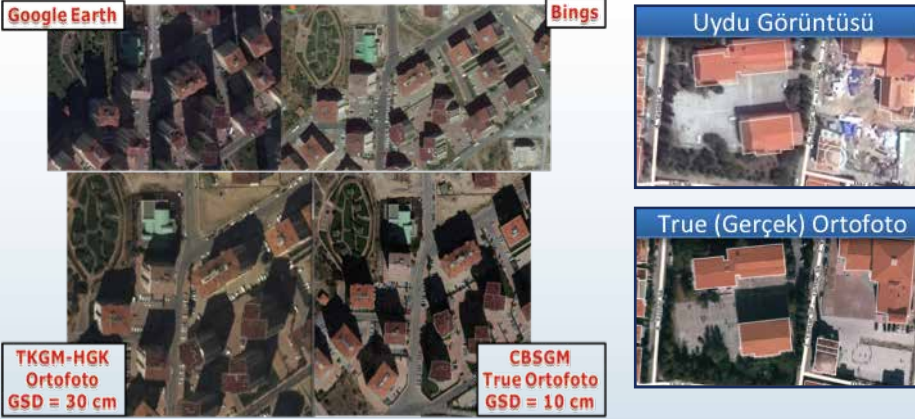 Google Earth
Bings
TKGM-HGK
Ortofoto
GSD = 30 cm
CBSGM
True Ortofoto
GSD = 10 cm
Uydu Görüntüsü
True (Gerçek) Ortofoto